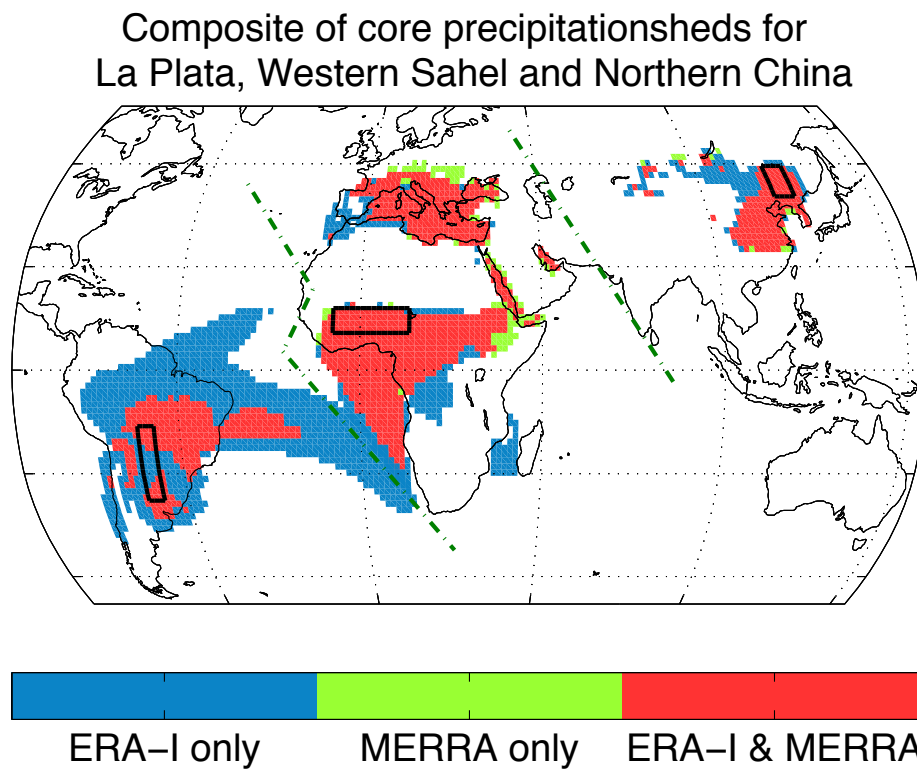 Composite of core precipitationsheds for
La Plata, Western Sahel and Northern China
ERA−I only
MERRA only
ERA−I & MERRA